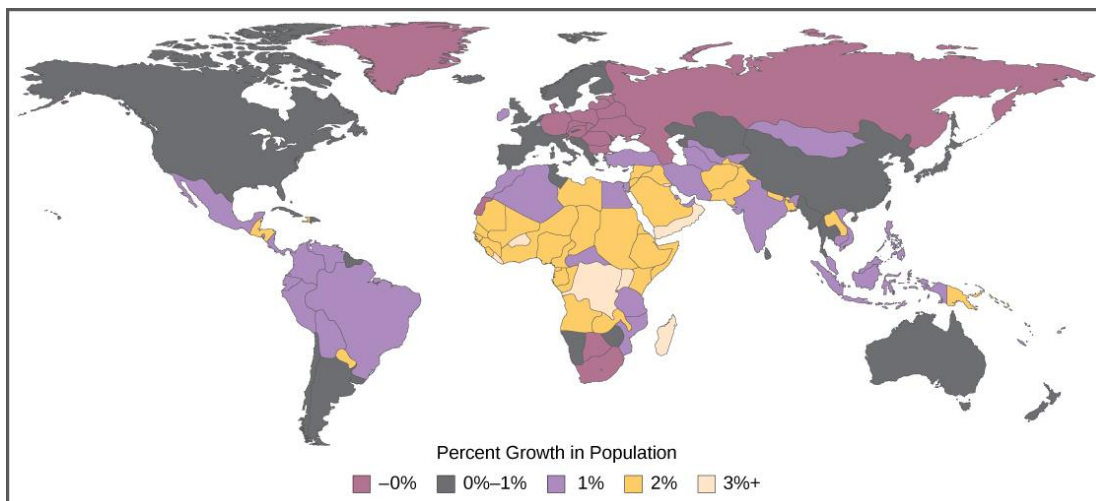 Percent Growth in Population
–0% 0%–1% 1% 2% 3%+